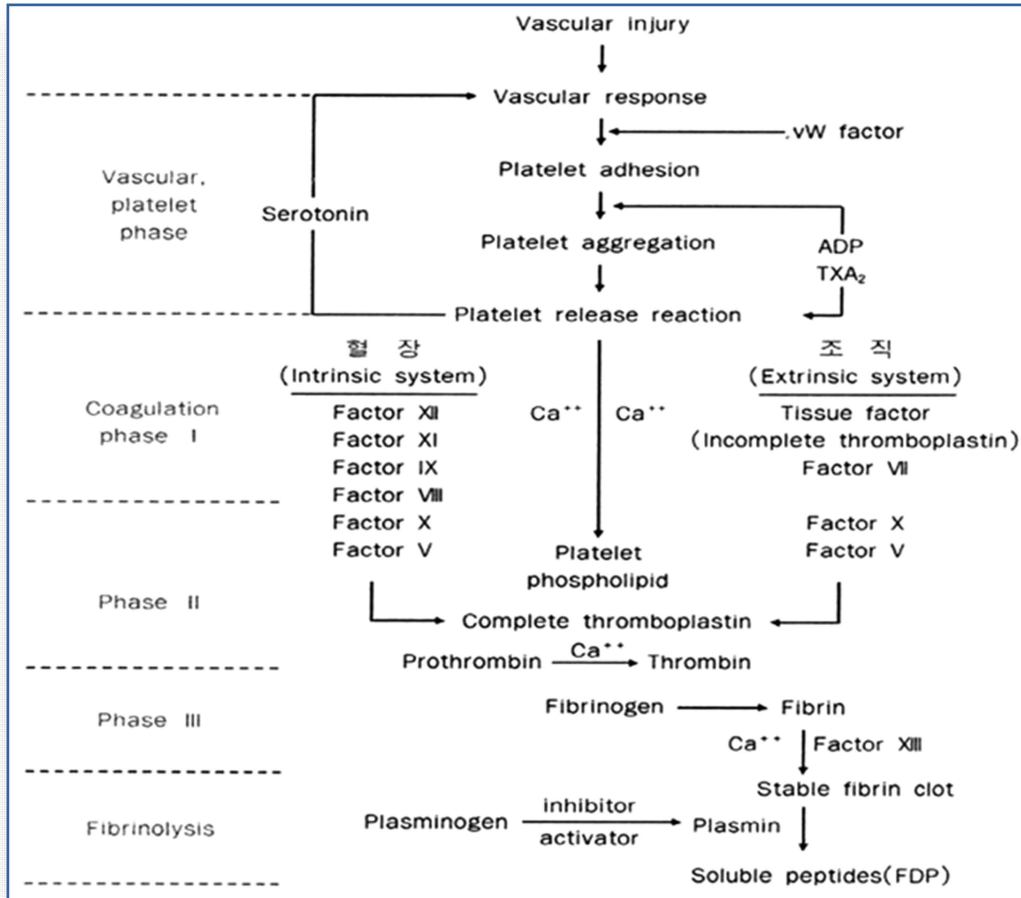 Vascular injury
Vascular response
.vW factor
Platelet adhesion
Vascular,
platelet
phase
Serotonin
Platelet aggregation
ADP
TXA₂
Platelet release reaction
혈 장
(Intrinsic system)
조 직
(Extrinsic system)
Coagulation
phase I
Factor XII
Factor XI
Factor IX
Factor VIII
Factor X
Factor V
Ca⁺⁺ Ca⁺⁺
Tissue factor
(Incomplete thromboplastin)
Factor VII
Factor X
Factor V
Platelet
phospholipid
Phase II
Complete thromboplastin
Prothrombin Ca⁺⁺ Thrombin
Phase III
Fibrinogen Fibrin
Ca⁺⁺ Factor XIII
Stable fibrin clot
Fibrinolysis
Plasminogen inhibitor Plasmin
activator
Soluble peptides(FDP)